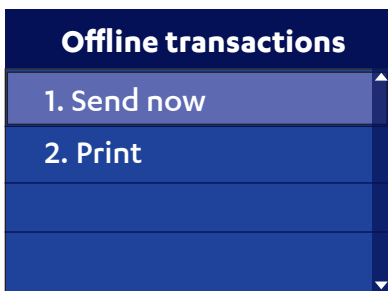 Offline transactions
1. Send now
2. Print